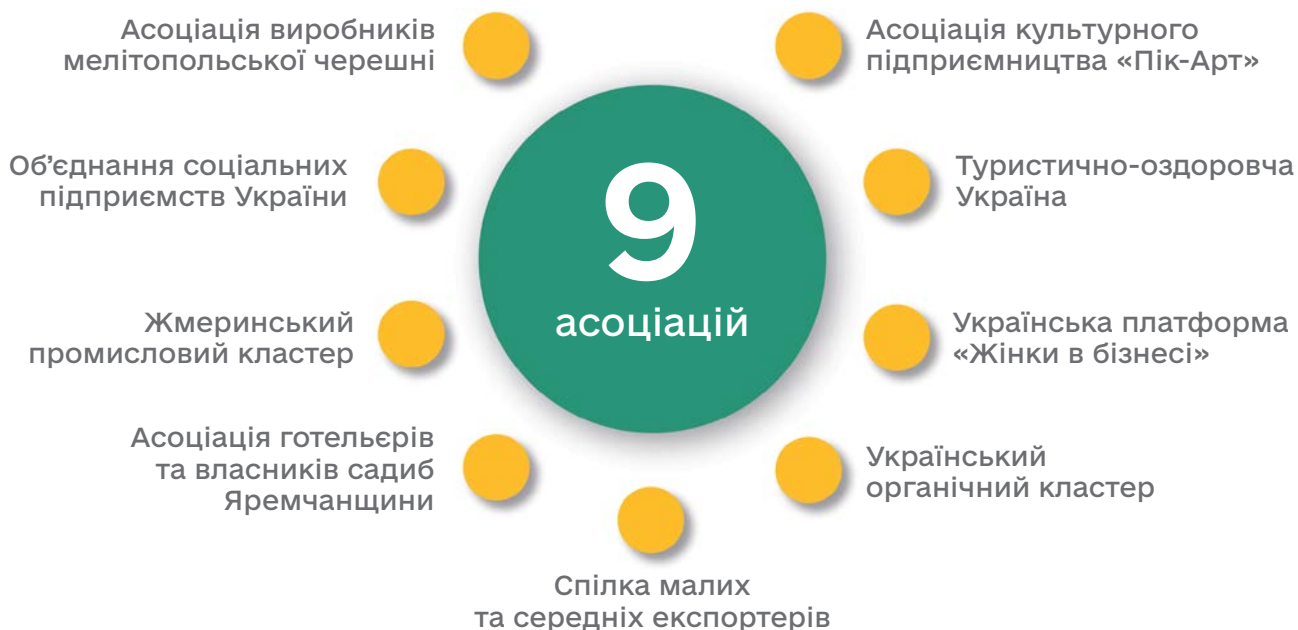 Асоціація виробників
мелітопольської черешні
Асоціація культурного
підприємництва «Пік-Арт»
Об’єднання соціальних
підприємств України
Туристично-оздоровча
Україна
9
асоціацій
Жмеринський
промисловий кластер
Українська платформа
«Жінки в бізнесі»
Асоціація готельєрів
та власників садиб
Яремчанщини
Український
органічний кластер
Спілка малих
та середніх експортерів